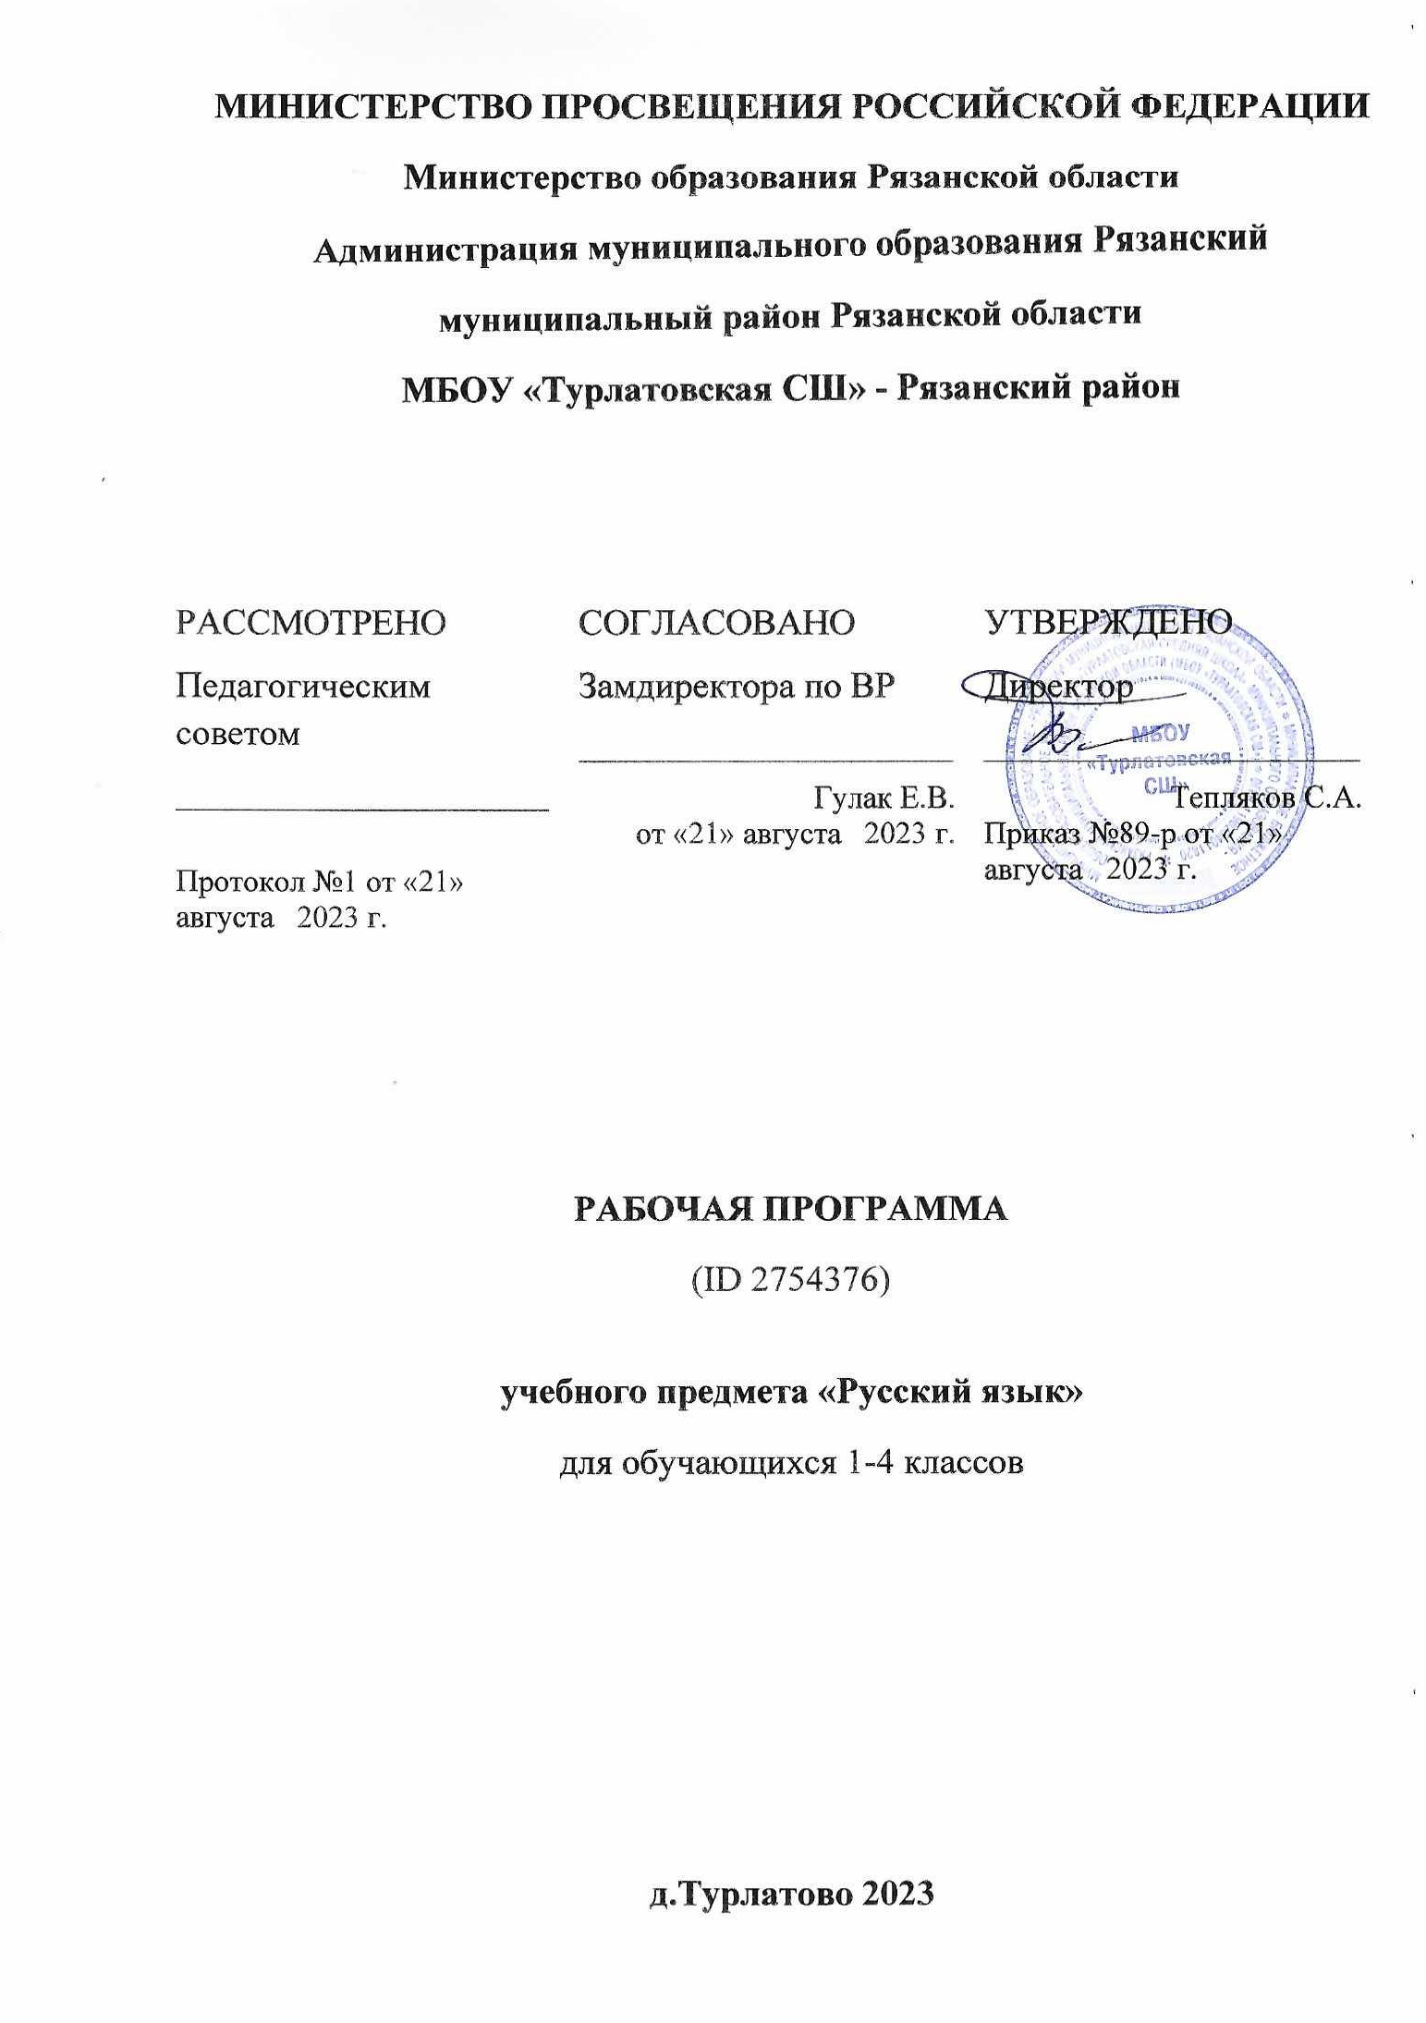 МИНИСТЕРСТВО ПРОСВЕЩЕНИЯ РОССИЙСКОЙ ФЕДЕРАЦИИ
Министерство образования Рязанской области
Администрация муниципального образования Рязанский
муниципальный район Рязанской области
МБОУ «Турлатовская СШ» - Рязанский район
РАССМОТРЕНО
Педагогическим
советом
Протокол №1 от «21»
августа 2023 г.
СОГЛАСОВАНО
Замдиректора по ВР
Гулак Е.В.
от «21» августа 2023 г.
УТВЕРЖДЕНО
Директор
МБОУ
«Турлатовская
СШ»
Тепляков С.А.
Приказ №89-р от «21»
августа 2023 г.
РАБОЧАЯ ПРОГРАММА
(ID 2754376)
учебного предмета «Русский язык»
для обучающихся 1-4 классов
д.Турлатово 2023